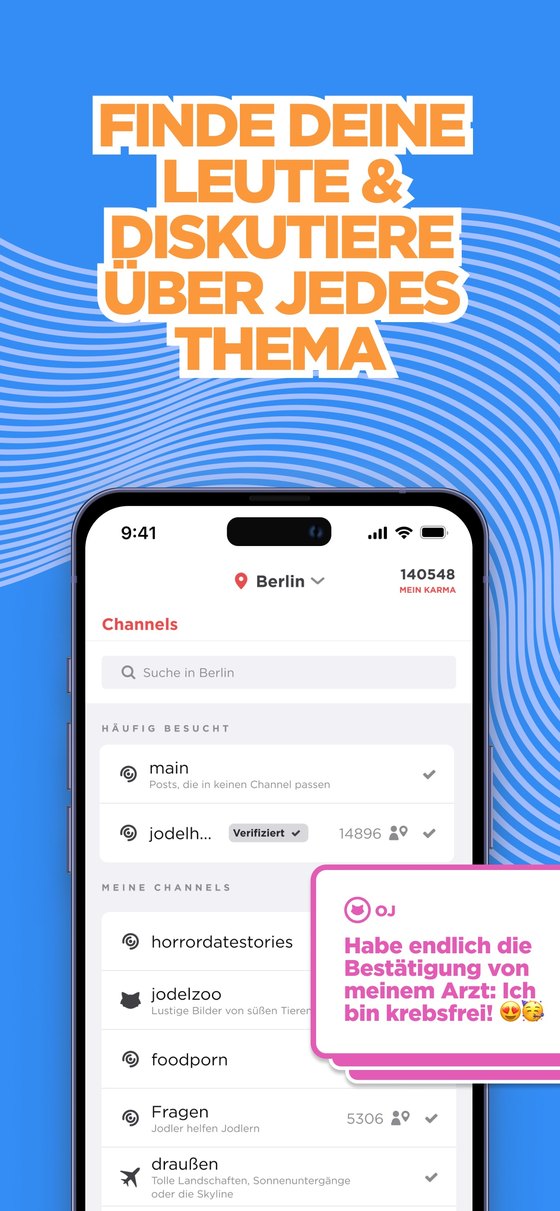 FINDE DEINE
LEUTE &
DISKUTIERE
ÜBER JEDES
THEMA
9:41
Berlin
140548
MEIN KARMA
Channels
Suche in Berlin
HÄUFIG BESUCHT
main
Posts, die in keinen Channel passen
jodelh... Verifiziert 14896
MEINE CHANNELS
horrordatestories
jodelzoo
Lustige Bilder von süßen Tieren
foodporn
Fragen 5306
Jodler helfen Jodlern
draußen
Tolle Landschaften, Sonnenuntergänge
oder die Skyline
OJ
Habe endlich die
Bestätigung von
meinem Arzt: Ich
bin krebsfrei! 😍🥳